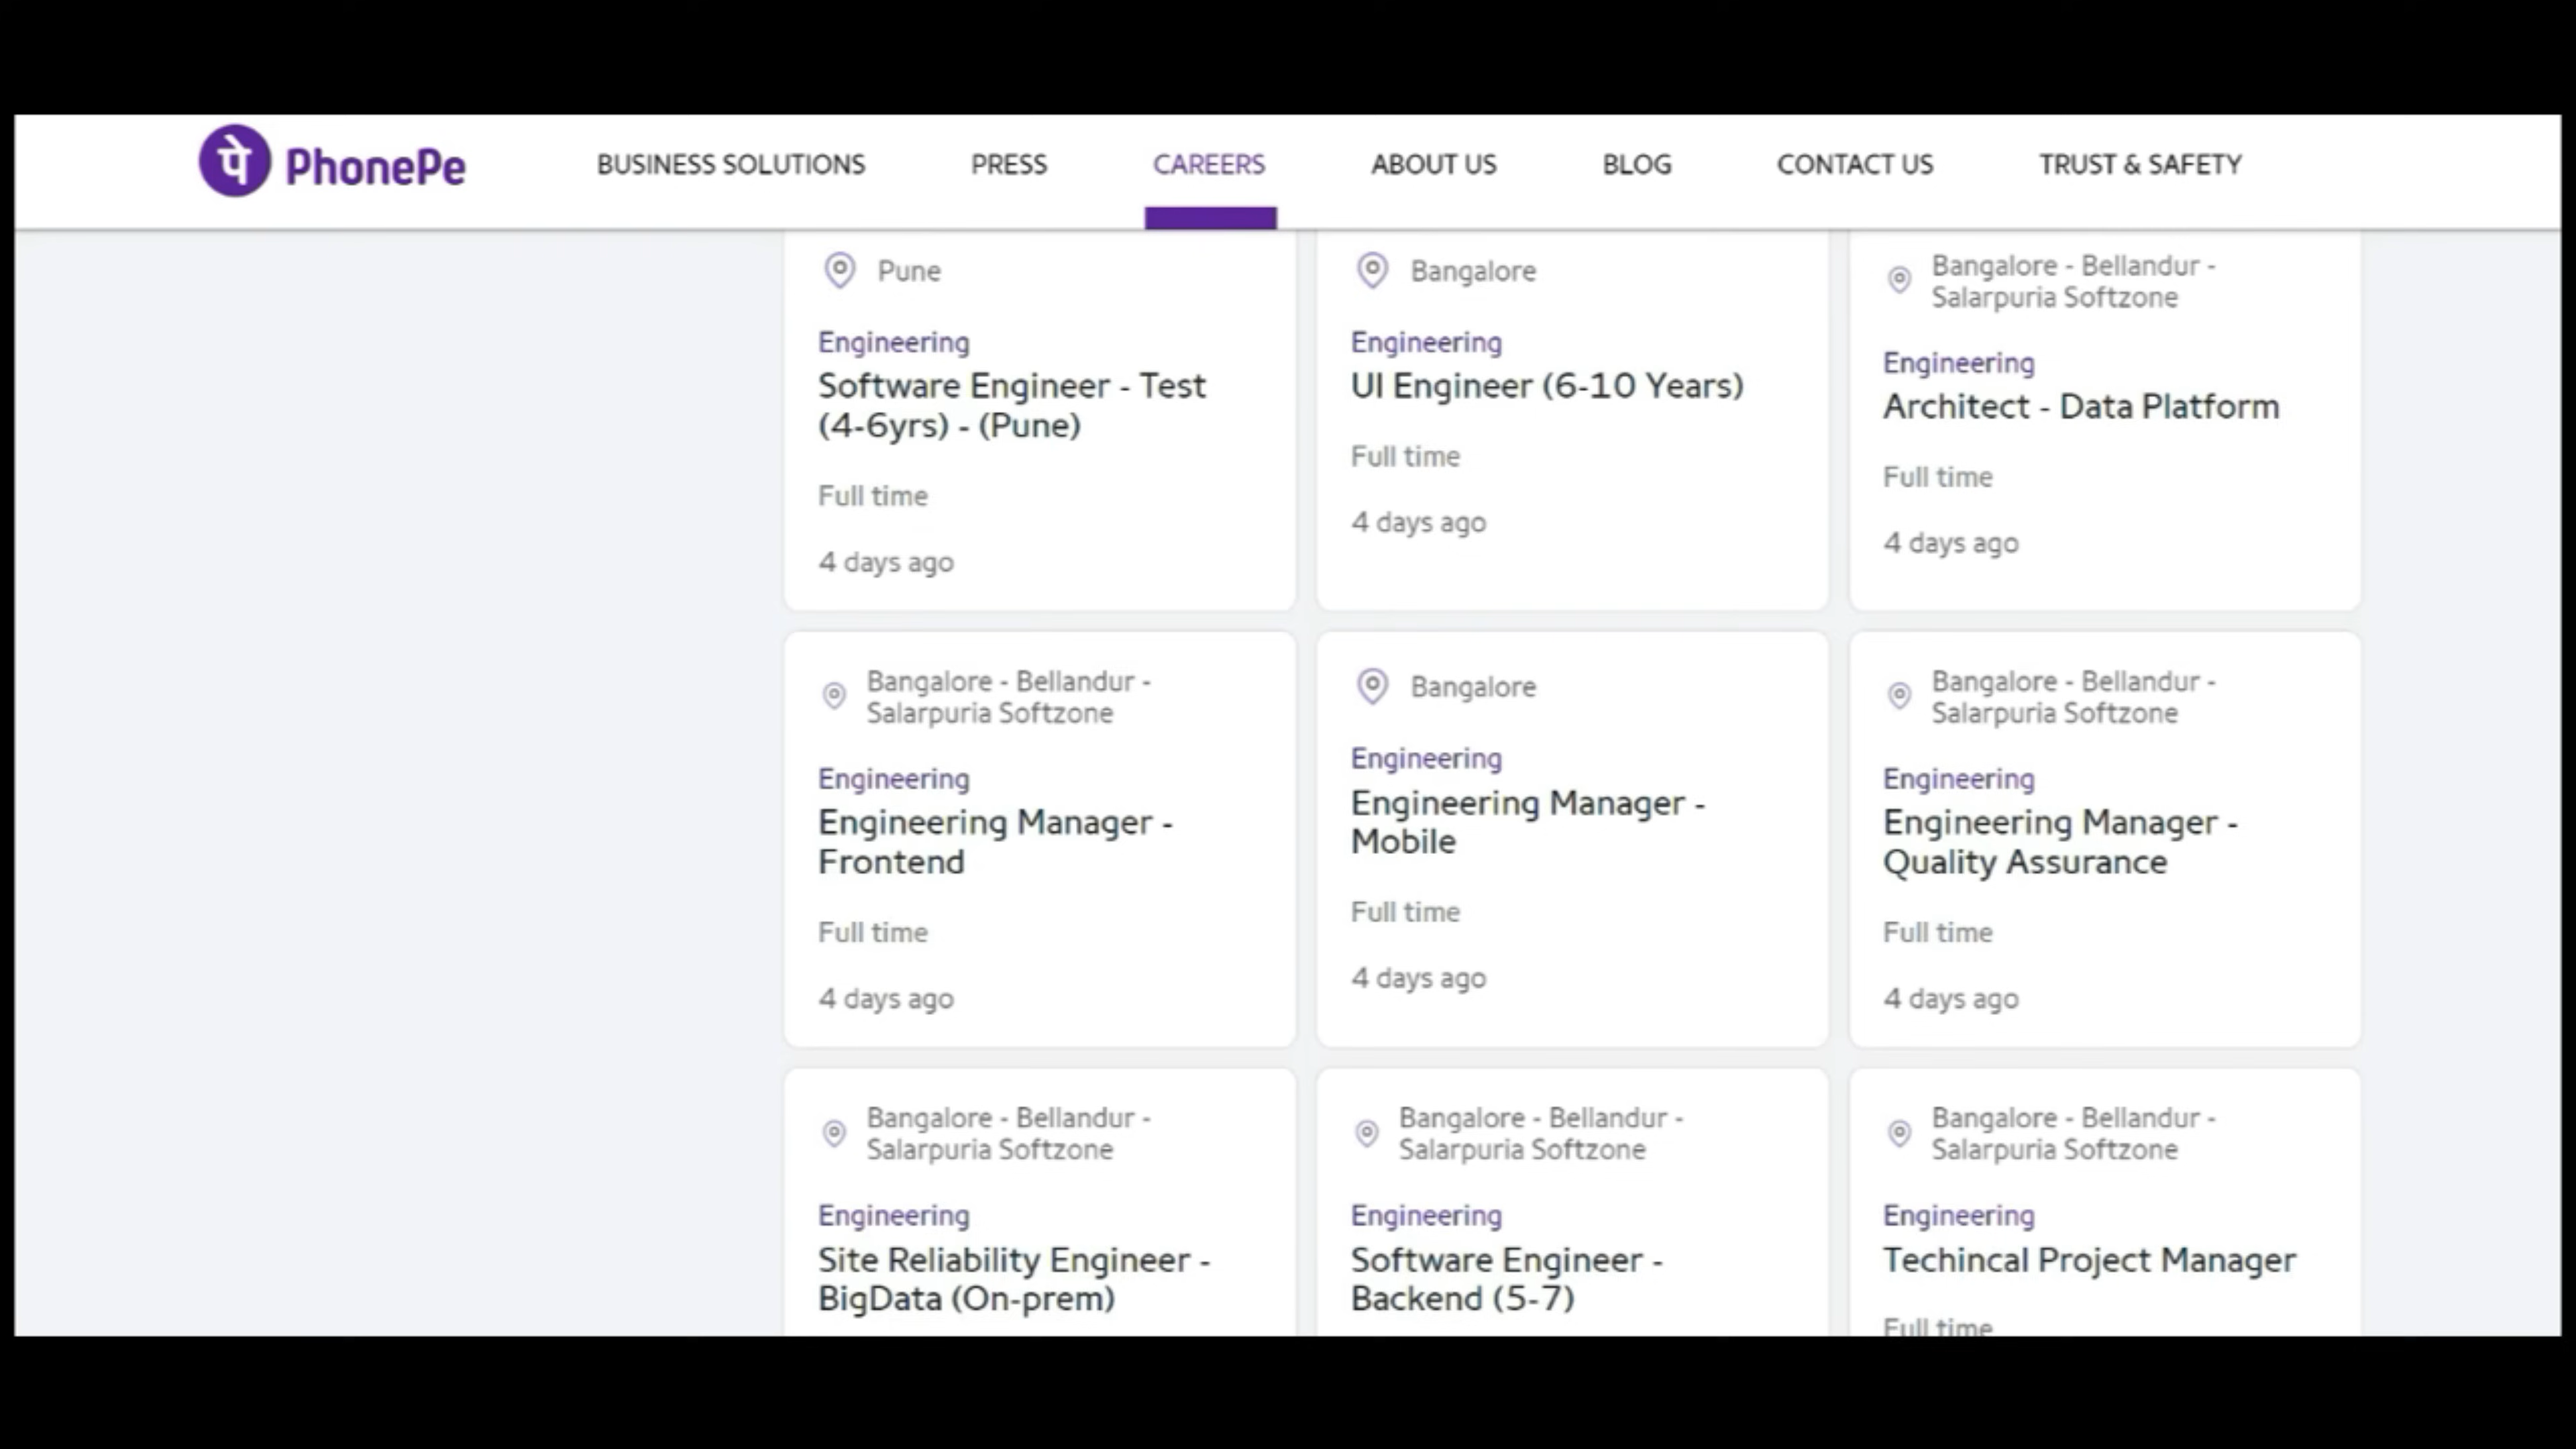 पे PhonePe
BUSINESS SOLUTIONS
PRESS
CAREERS
ABOUT US
BLOG
CONTACT US
TRUST & SAFETY
Pune
Engineering
Software Engineer - Test
(4-6yrs) - (Pune)
Full time
4 days ago
Bangalore
Engineering
UI Engineer (6-10 Years)
Full time
4 days ago
Bangalore - Bellandur -
Salarpuria Softzone
Engineering
Architect - Data Platform
Full time
4 days ago
Bangalore - Bellandur -
Salarpuria Softzone
Engineering
Engineering Manager -
Frontend
Full time
4 days ago
Bangalore
Engineering
Engineering Manager -
Mobile
Full time
4 days ago
Bangalore - Bellandur -
Salarpuria Softzone
Engineering
Engineering Manager -
Quality Assurance
Full time
4 days ago
Bangalore - Bellandur -
Salarpuria Softzone
Engineering
Site Reliability Engineer -
BigData (On-prem)
Bangalore - Bellandur -
Salarpuria Softzone
Engineering
Software Engineer -
Backend (5-7)
Bangalore - Bellandur -
Salarpuria Softzone
Engineering
Techincal Project Manager
Full time